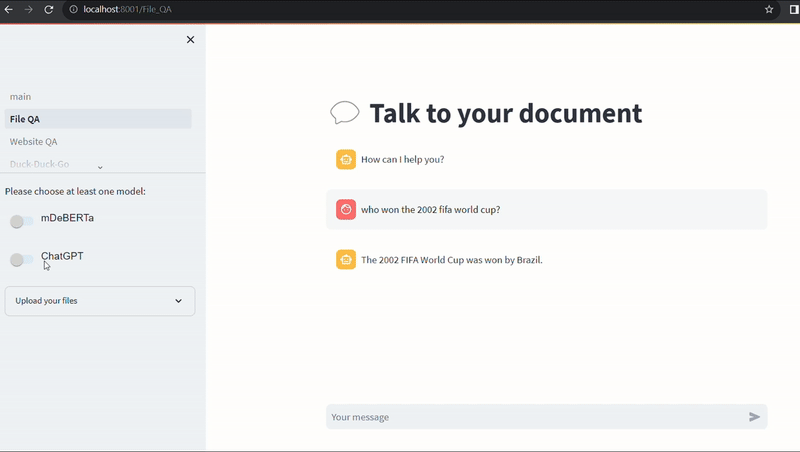 localhost:8001/File_QA
main
File QA
Website QA
Duck-Duck-Go
Please choose at least one model:
mDeBERTa
ChatGPT
Upload your files
Talk to your document
How can I help you?
who won the 2002 fifa world cup?
The 2002 FIFA World Cup was won by Brazil.
Your message